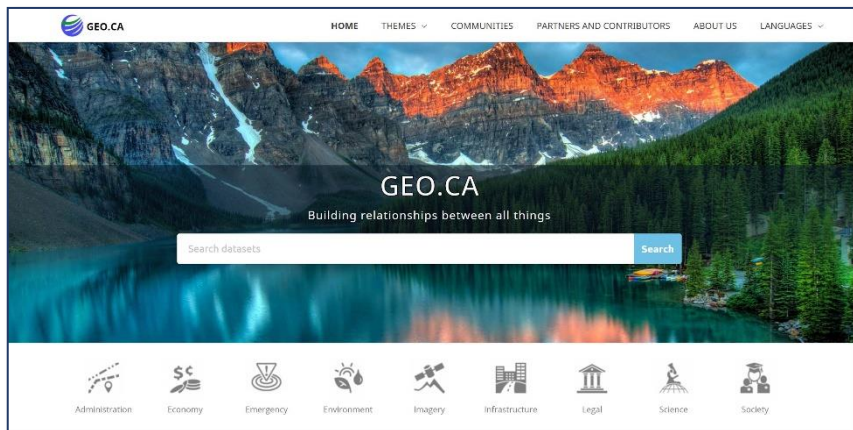 GEO.CA
HOME THEMES COMMUNITIES PARTNERS AND CONTRIBUTORS ABOUT US LANGUAGES
GEO.CA
Building relationships between all things
Search datasets Search
$¢
Administration Economy Emergency Environment Imagery Infrastructure Legal Science Society